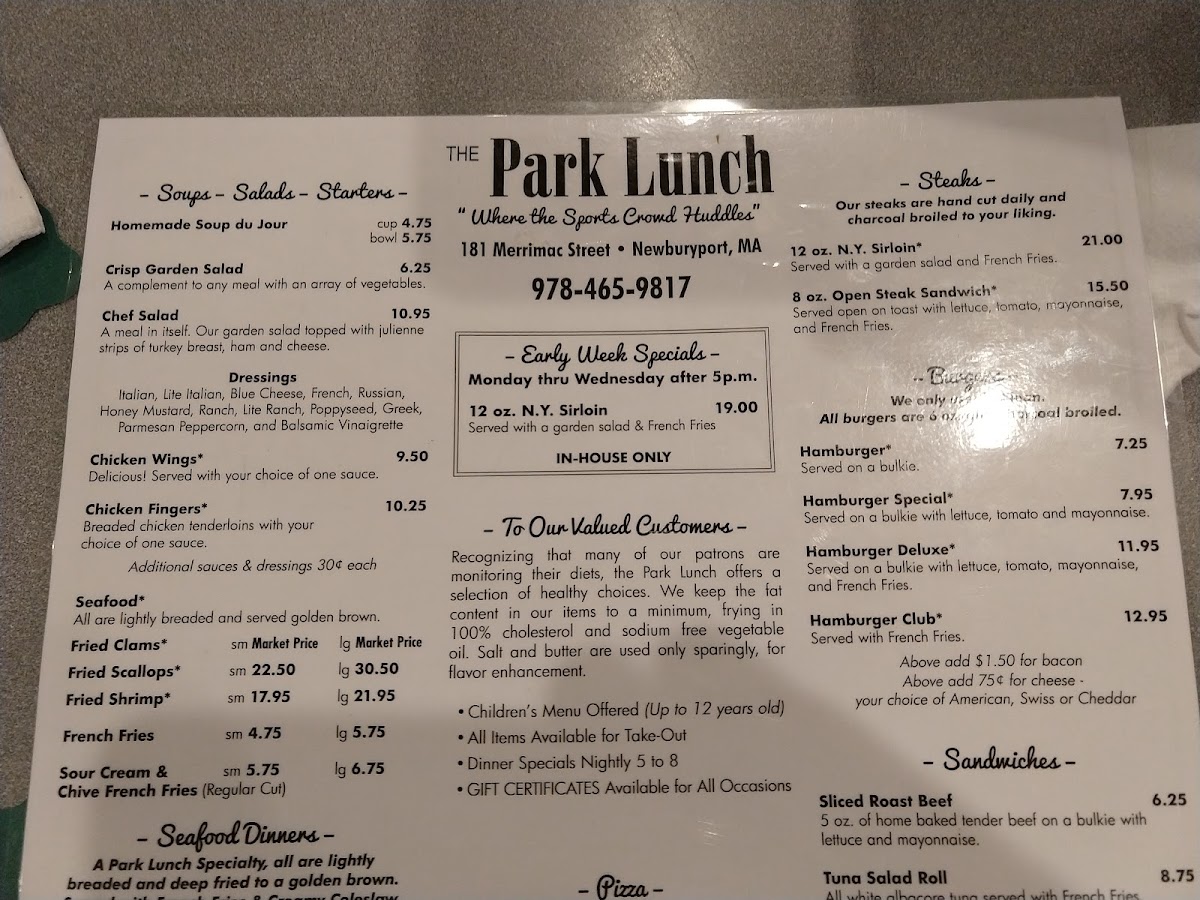 THE Park Lunch
"Where the Sports Crowd Huddles"
181 Merrimac Street • Newburyport, MA
978-465-9817
– Soups – Salads – Starters –
Homemade Soup du Jour cup 4.75
bowl 5.75
Crisp Garden Salad 6.25
A complement to any meal with an array of vegetables.
Chef Salad 10.95
A meal in itself. Our garden salad topped with julienne
strips of turkey breast, ham and cheese.
Dressings
Italian, Lite Italian, Blue Cheese, French, Russian,
Honey Mustard, Ranch, Lite Ranch, Poppyseed, Greek,
Parmesan Peppercorn, and Balsamic Vinaigrette
Chicken Wings* 9.50
Delicious! Served with your choice of one sauce.
Chicken Fingers* 10.25
Breaded chicken tenderloins with your
choice of one sauce.
Additional sauces & dressings 30¢ each
Seafood*
All are lightly breaded and served golden brown.
Fried Clams* sm Market Price lg Market Price
Fried Scallops* sm 22.50 lg 30.50
Fried Shrimp* sm 17.95 lg 21.95
French Fries sm 4.75 lg 5.75
Sour Cream & sm 5.75 lg 6.75
Chive French Fries (Regular Cut)
– Seafood Dinners –
A Park Lunch Specialty, all are lightly
breaded and deep fried to a golden brown.
Served with French Fries & Creamy Coleslaw
– Early Week Specials –
Monday thru Wednesday after 5p.m.
12 oz. N.Y. Sirloin 19.00
Served with a garden salad & French Fries
IN-HOUSE ONLY
– To Our Valued Customers –
Recognizing that many of our patrons are
monitoring their diets, the Park Lunch offers a
selection of healthy choices. We keep the fat
content in our items to a minimum, frying in
100% cholesterol and sodium free vegetable
oil. Salt and butter are used only sparingly, for
flavor enhancement.
• Children's Menu Offered (Up to 12 years old)
• All Items Available for Take-Out
• Dinner Specials Nightly 5 to 8
• GIFT CERTIFICATES Available for All Occasions
– Pizza –
– Steaks –
Our steaks are hand cut daily and
charcoal broiled to your liking.
12 oz. N.Y. Sirloin* 21.00
Served with a garden salad and French Fries.
8 oz. Open Steak Sandwich* 15.50
Served open on toast with lettuce, tomato, mayonnaise,
and French Fries.
– Burgers –
We only
All burgers are 6 broiled.
Hamburger* 7.25
Served on a bulkie.
Hamburger Special* 7.95
Served on a bulkie with lettuce, tomato and mayonnaise.
Hamburger Deluxe* 11.95
Served on a bulkie with lettuce, tomato, mayonnaise,
and French Fries.
Hamburger Club* 12.95
Served with French Fries.
Above add $1.50 for bacon
Above add 75¢ for cheese -
your choice of American, Swiss or Cheddar
– Sandwiches –
Sliced Roast Beef 6.25
5 oz. of home baked tender beef on a bulkie with
lettuce and mayonnaise.
Tuna Salad Roll 8.75
All white albacore tuna served with French Fries